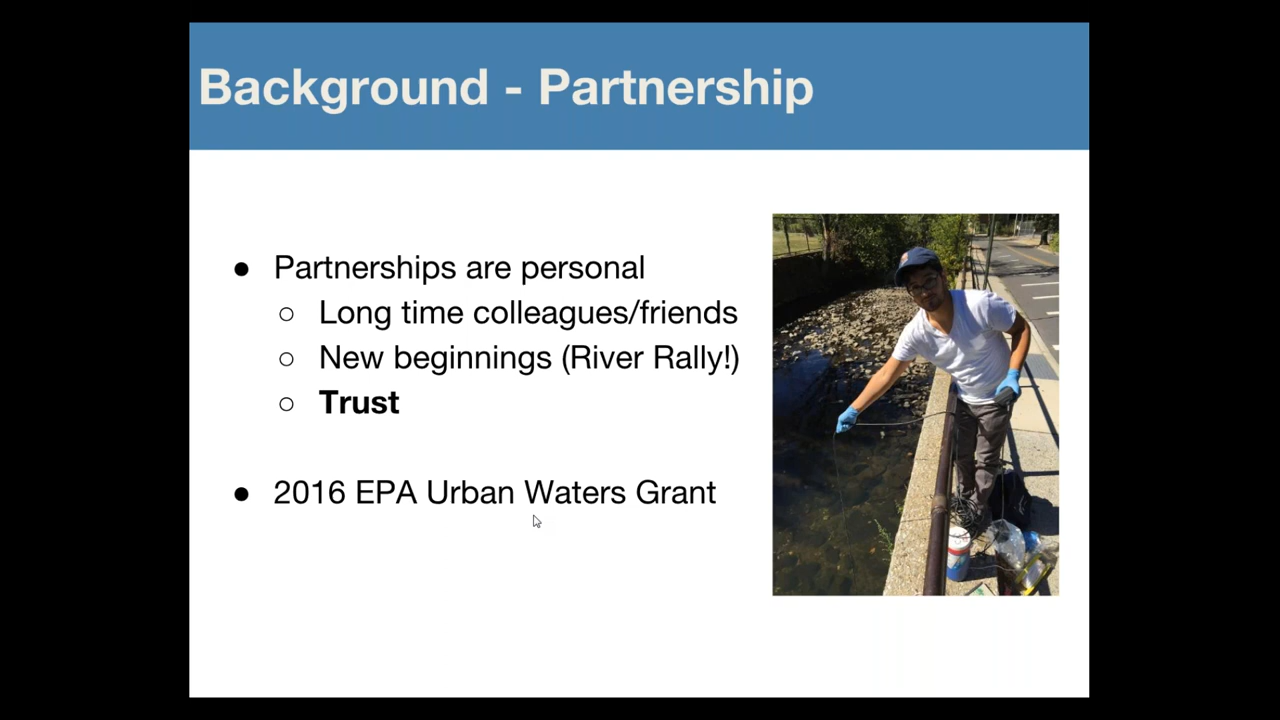 Background - Partnership
● Partnerships are personal
○ Long time colleagues/friends
○ New beginnings (River Rally!)
○ Trust
● 2016 EPA Urban Waters Grant